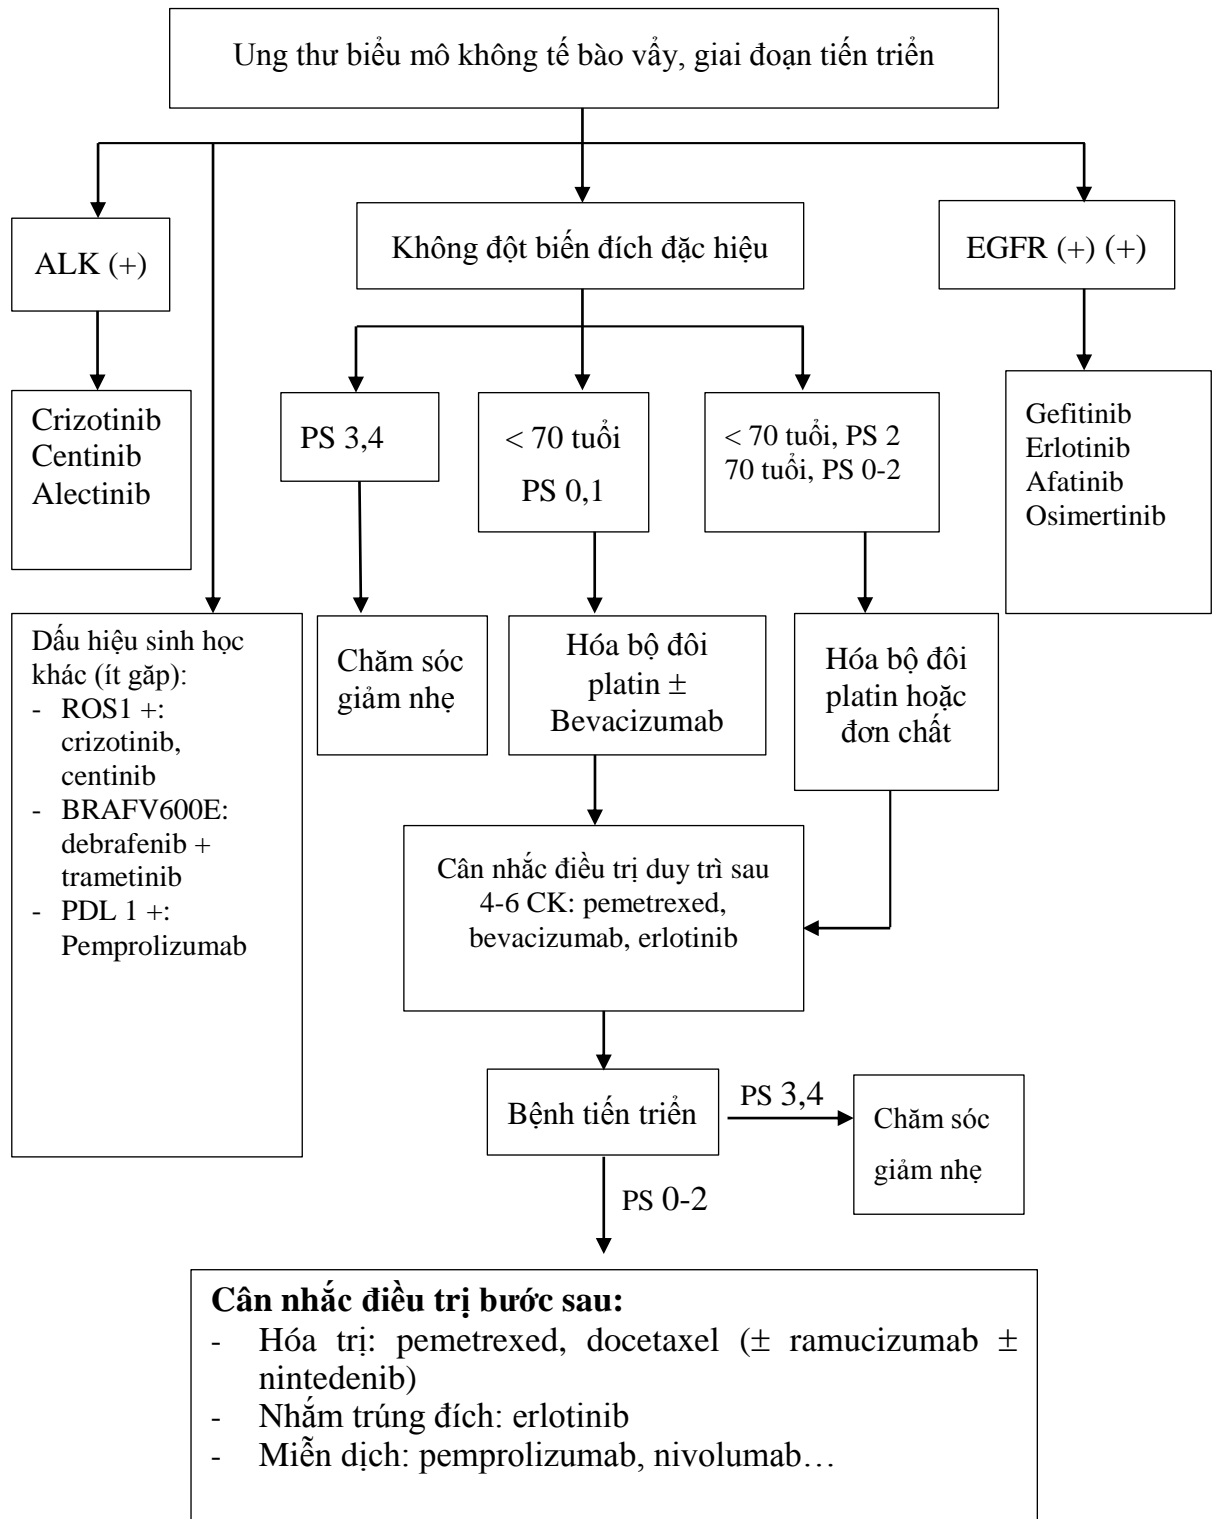 Ung thư biểu mô không tế bào vẩy, giai đoạn tiến triển
ALK (+)
Không đột biến đích đặc hiệu
EGFR (+) (+)
Crizotinib
Centinib
Alectinib
PS 3,4
< 70 tuổi
PS 0,1
< 70 tuổi, PS 2
70 tuổi, PS 0-2
Gefitinib
Erlotinib
Afatinib
Osimertinib
Dấu hiệu sinh học
khác (ít găp):
- ROS1 +:
crizotinib,
centinib
- BRAFV600E:
debrafenib +
trametinib
- PDL 1 +:
Pemprolizumab
Chăm sóc
giảm nhẹ
Hóa bộ đôi
platin ±
Bevacizumab
Hóa bộ đôi
platin hoặc
đơn chất
Cân nhắc điều trị duy trì sau
4-6 CK: pemetrexed,
bevacizumab, erlotinib
Bệnh tiến triển
PS 3,4
Chăm sóc
giảm nhẹ
PS 0-2
Cân nhắc điều trị bước sau:
- Hóa trị: pemetrexed, docetaxel (± ramucizumab ±
nintedenib)
- Nhắm trúng đích: erlotinib
- Miễn dịch: pemprolizumab, nivolumab…